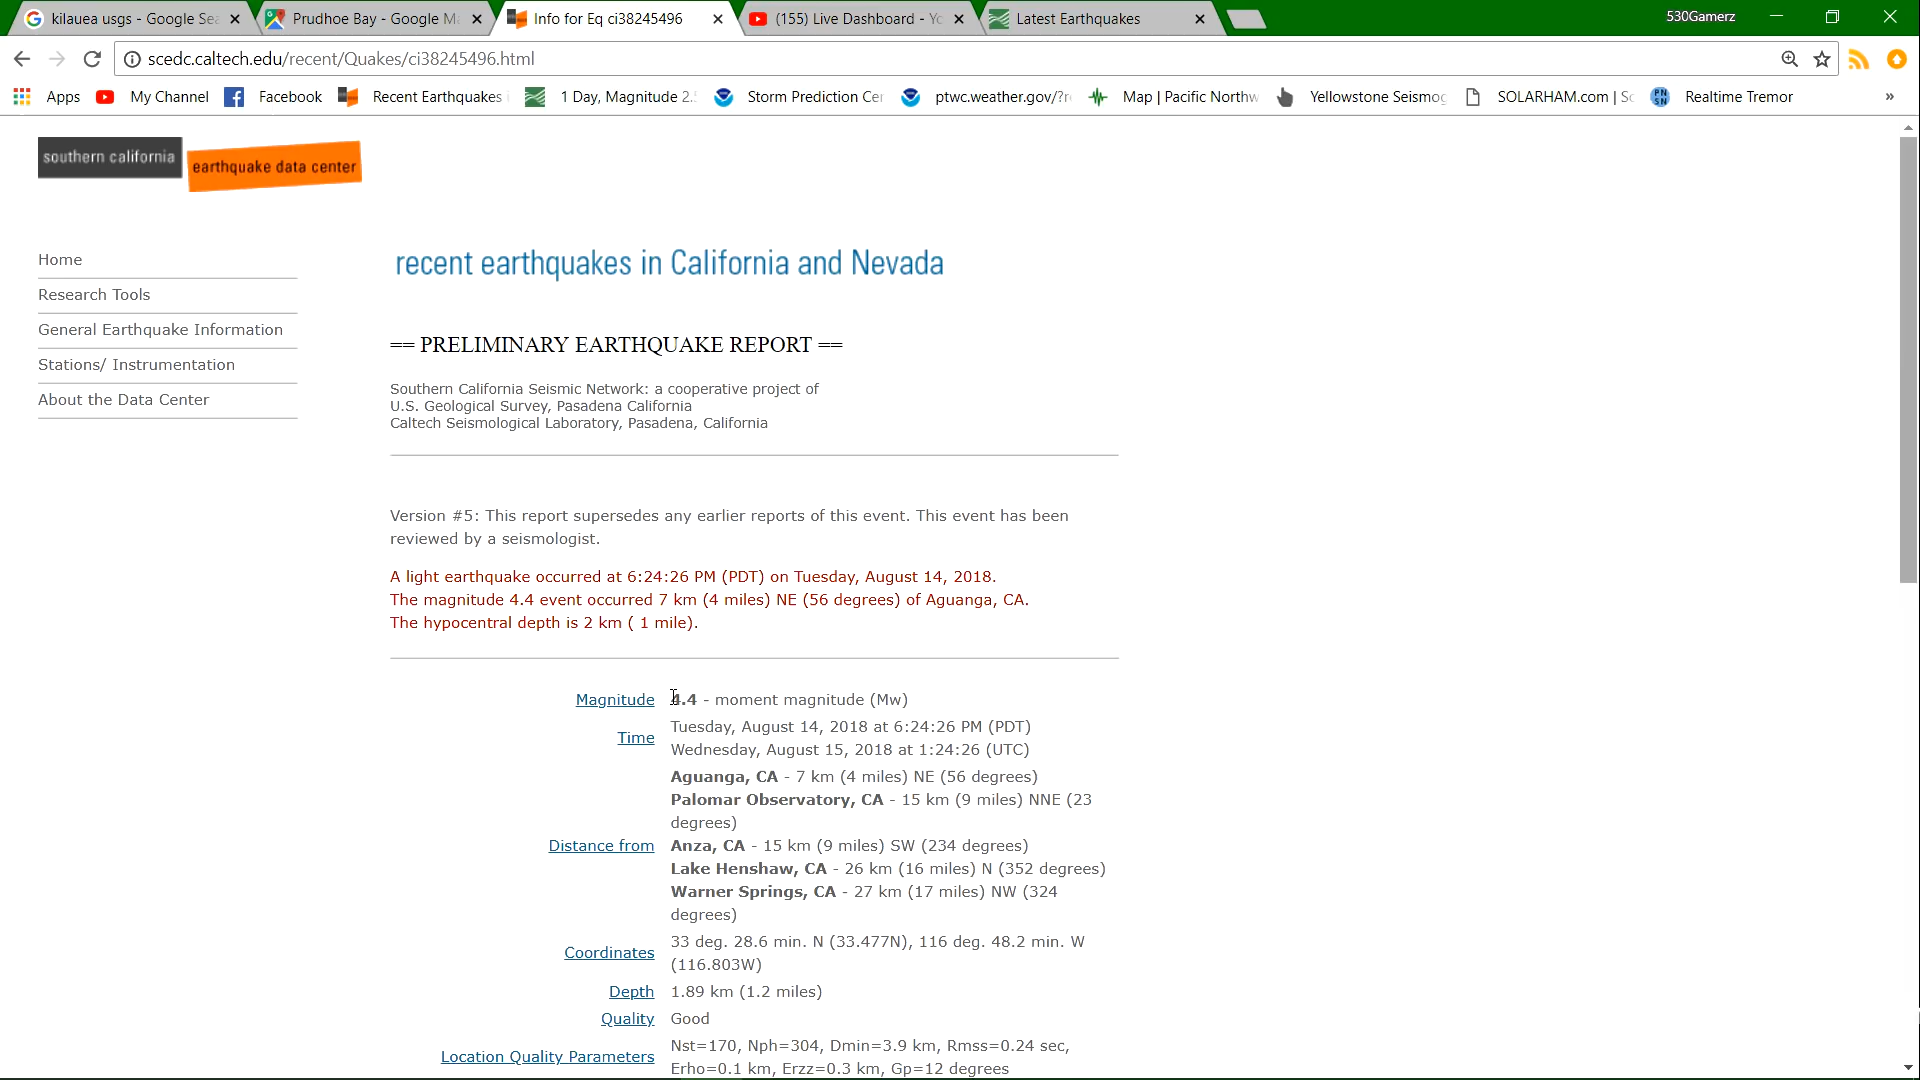 kilauea usgs - Google Sea
Prudhoe Bay - Google Ma
Info for Eq ci38245496
(155) Live Dashboard - Yo
Latest Earthquakes
530Gamerz
scedc.caltech.edu/recent/Quakes/ci38245496.html
Apps
My Channel
Facebook
Recent Earthquakes i
1 Day, Magnitude 2.
Storm Prediction Cer
ptwc.weather.gov/?r
Map | Pacific Northw
Yellowstone Seismog
SOLARHAM.com | So
PN SN
Realtime Tremor
»
southern california
earthquake data center
Home
Research Tools
General Earthquake Information
Stations/ Instrumentation
About the Data Center
recent earthquakes in California and Nevada
== PRELIMINARY EARTHQUAKE REPORT ==
Southern California Seismic Network: a cooperative project of
U.S. Geological Survey, Pasadena California
Caltech Seismological Laboratory, Pasadena, California
Version #5: This report supersedes any earlier reports of this event. This event has been
reviewed by a seismologist.
A light earthquake occurred at 6:24:26 PM (PDT) on Tuesday, August 14, 2018.
The magnitude 4.4 event occurred 7 km (4 miles) NE (56 degrees) of Aguanga, CA.
The hypocentral depth is 2 km ( 1 mile).
Magnitude 4.4 - moment magnitude (Mw)
Time
Tuesday, August 14, 2018 at 6:24:26 PM (PDT)
Wednesday, August 15, 2018 at 1:24:26 (UTC)
Distance from
Aguanga, CA - 7 km (4 miles) NE (56 degrees)
Palomar Observatory, CA - 15 km (9 miles) NNE (23
degrees)
Anza, CA - 15 km (9 miles) SW (234 degrees)
Lake Henshaw, CA - 26 km (16 miles) N (352 degrees)
Warner Springs, CA - 27 km (17 miles) NW (324
degrees)
Coordinates
33 deg. 28.6 min. N (33.477N), 116 deg. 48.2 min. W
(116.803W)
Depth 1.89 km (1.2 miles)
Quality Good
Location Quality Parameters
Nst=170, Nph=304, Dmin=3.9 km, Rmss=0.24 sec,
Erho=0.1 km, Erzz=0.3 km, Gp=12 degrees